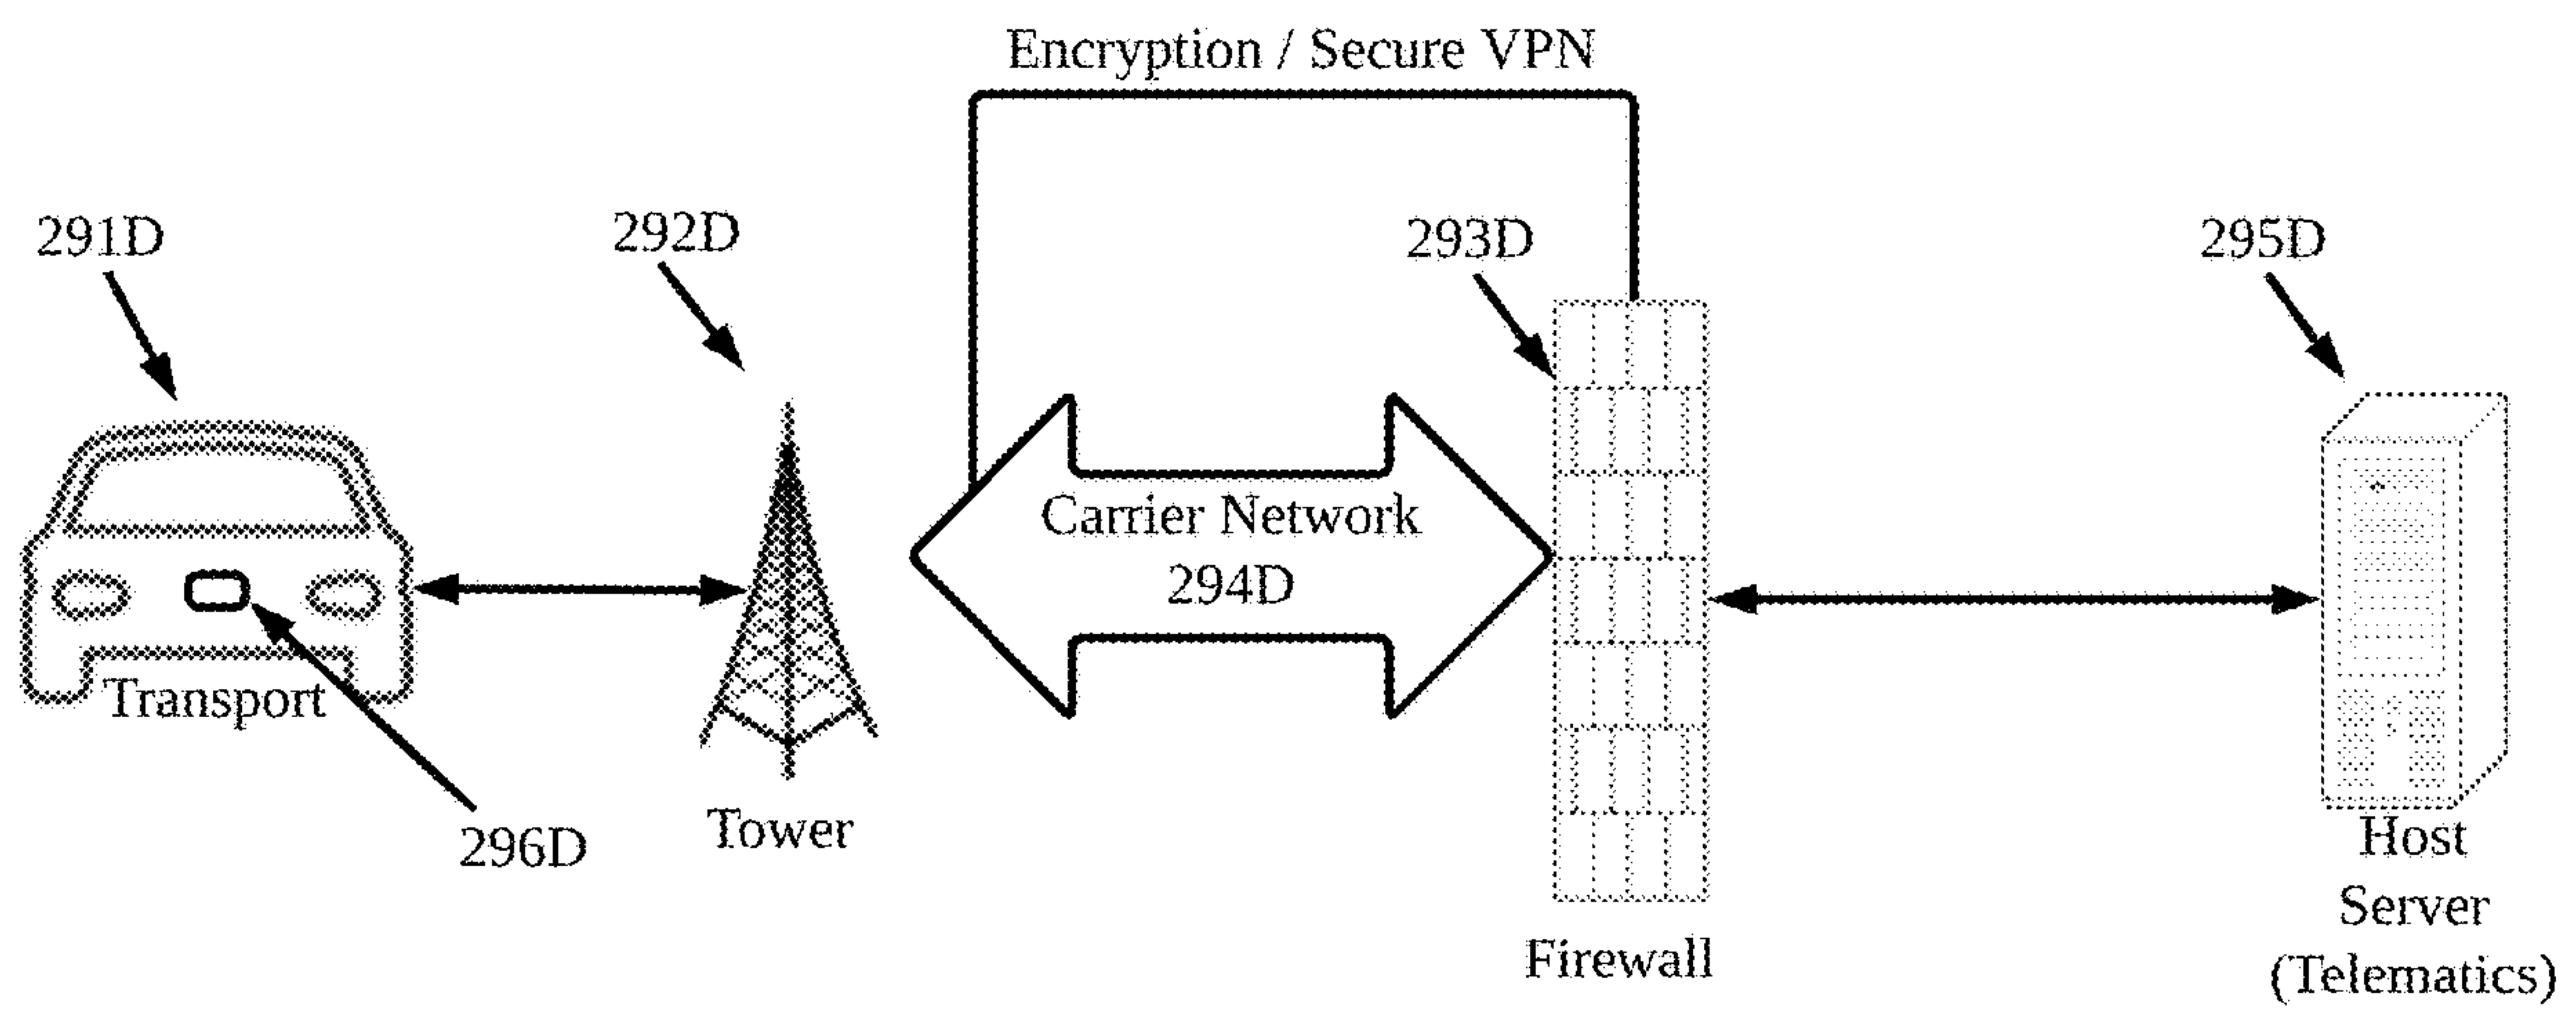 Encryption / Secure VPN
291D
292D
293D
295D
Carrier Network
294D
Transport
296D
Tower
Firewall
Host
Server
(Telematics)